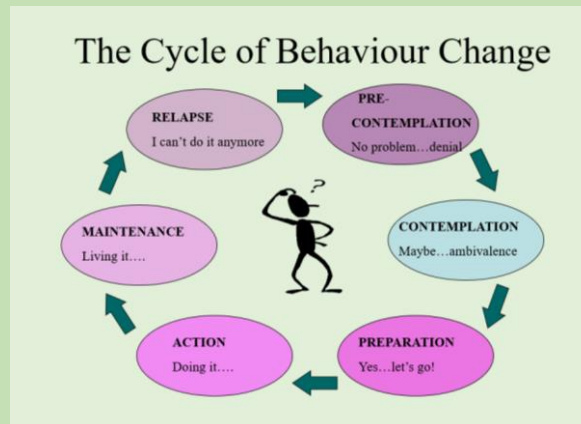 The Cycle of Behaviour Change
PRE-
CONTEMPLATION
No problem…denial
CONTEMPLATION
Maybe…ambivalence
PREPARATION
Yes…let's go!
ACTION
Doing it….
MAINTENANCE
Living it….
RELAPSE
I can't do it anymore
?